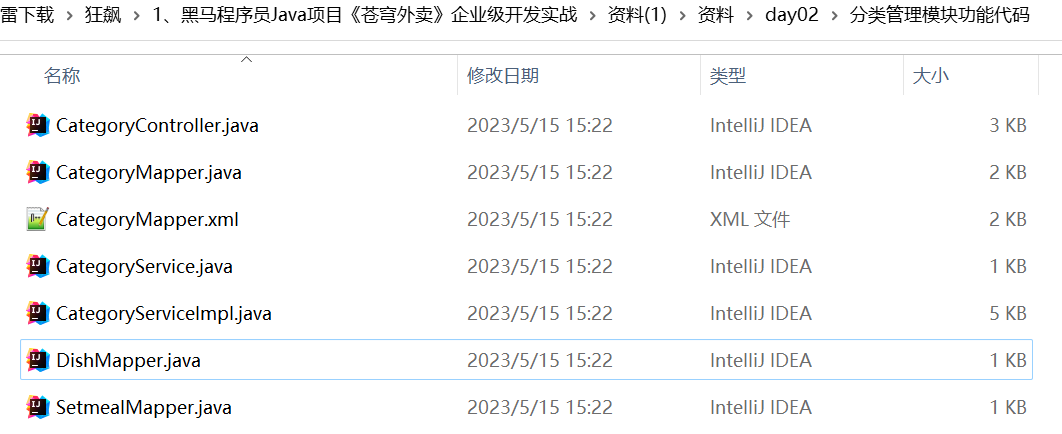 雷下载 > 狂飙 > 1、黑马程序员Java项目《苍穹外卖》企业级开发实战 > 资料(1) > 资料 > day02 > 分类管理模块功能代码
名称 修改日期 类型 大小
CategoryController.java 2023/5/15 15:22 IntelliJ IDEA 3 KB
CategoryMapper.java 2023/5/15 15:22 IntelliJ IDEA 2 KB
CategoryMapper.xml 2023/5/15 15:22 XML 文件 2 KB
CategoryService.java 2023/5/15 15:22 IntelliJ IDEA 1 KB
CategoryServiceImpl.java 2023/5/15 15:22 IntelliJ IDEA 5 KB
DishMapper.java 2023/5/15 15:22 IntelliJ IDEA 1 KB
SetmealMapper.java 2023/5/15 15:22 IntelliJ IDEA 1 KB